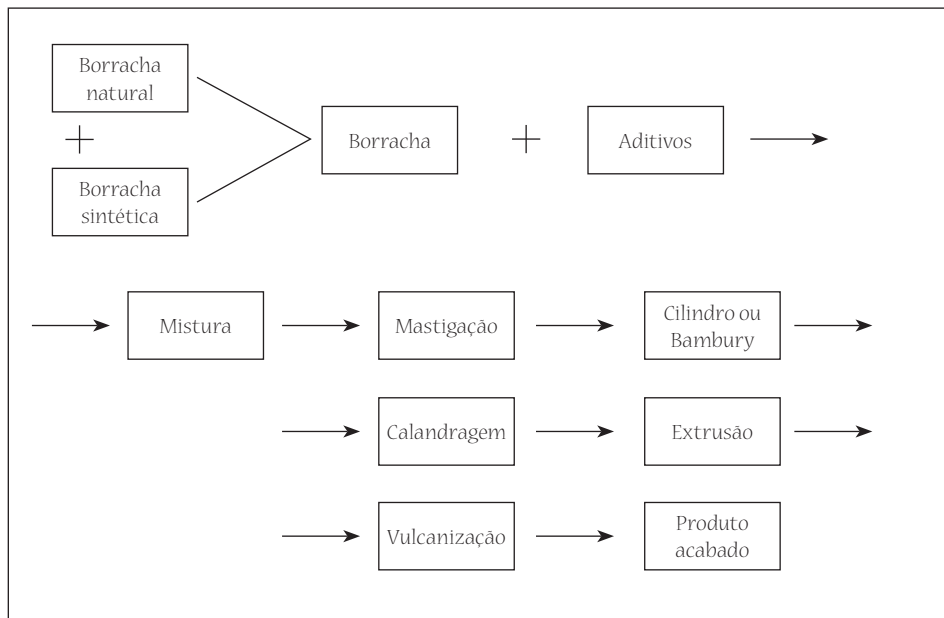 Borracha
natural
+
Borracha
sintética
Borracha
+
Aditivos
Mistura
Mastigação
Cilindro ou
Bambury
Calandragem
Extrusão
Vulcanização
Produto
acabado